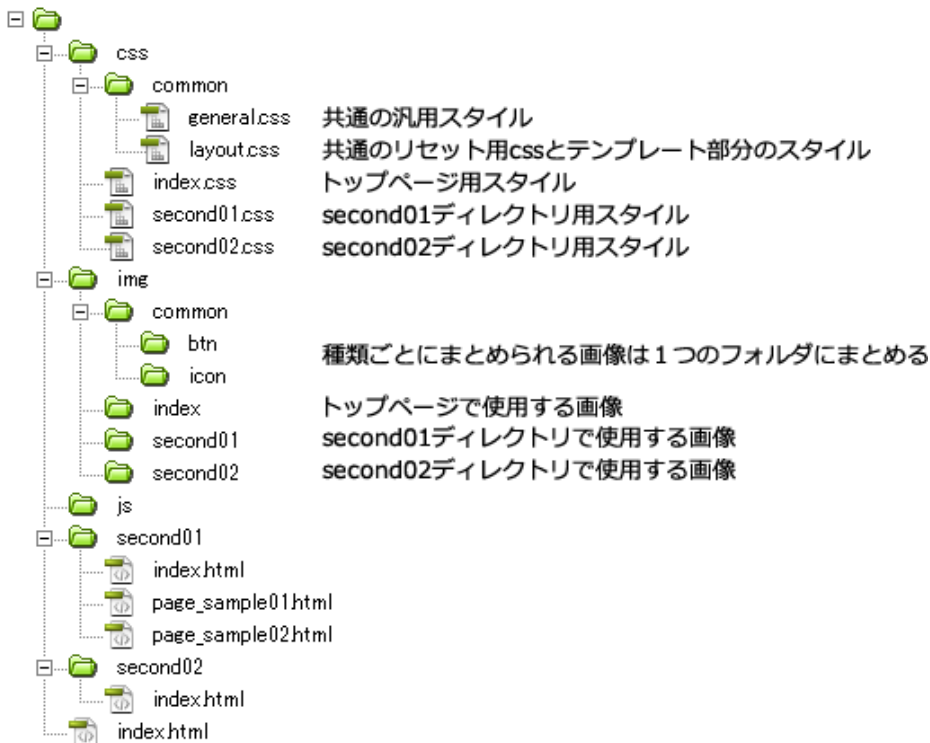 css
common
general.css 共通の汎用スタイル
layout.css 共通のリセット用cssとテンプレート部分のスタイル
index.css トップページ用スタイル
second01.css second01ディレクトリ用スタイル
second02.css second02ディレクトリ用スタイル
img
common
btn
種類ごとにまとめられる画像は１つのフォルダにまとめる
icon
index トップページで使用する画像
second01 second01ディレクトリで使用する画像
second02 second02ディレクトリで使用する画像
js
second01
index.html
page_sample01.html
page_sample02.html
second02
index.html
index.html